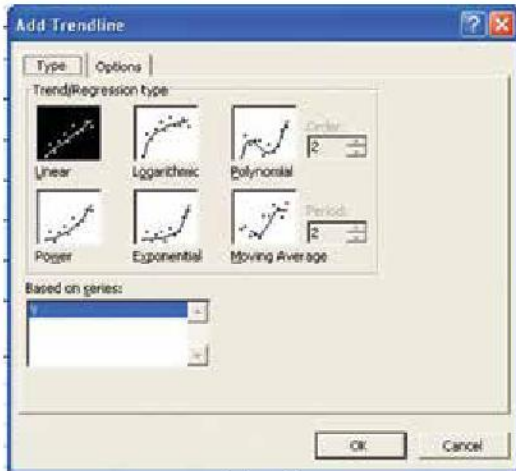 Add Trendline
Type Options
Trend/Regression type
Order:
2
Linear Logarithmic Polynomial
Period:
2
Power Exponential Moving Average
Based on series:
OK Cancel